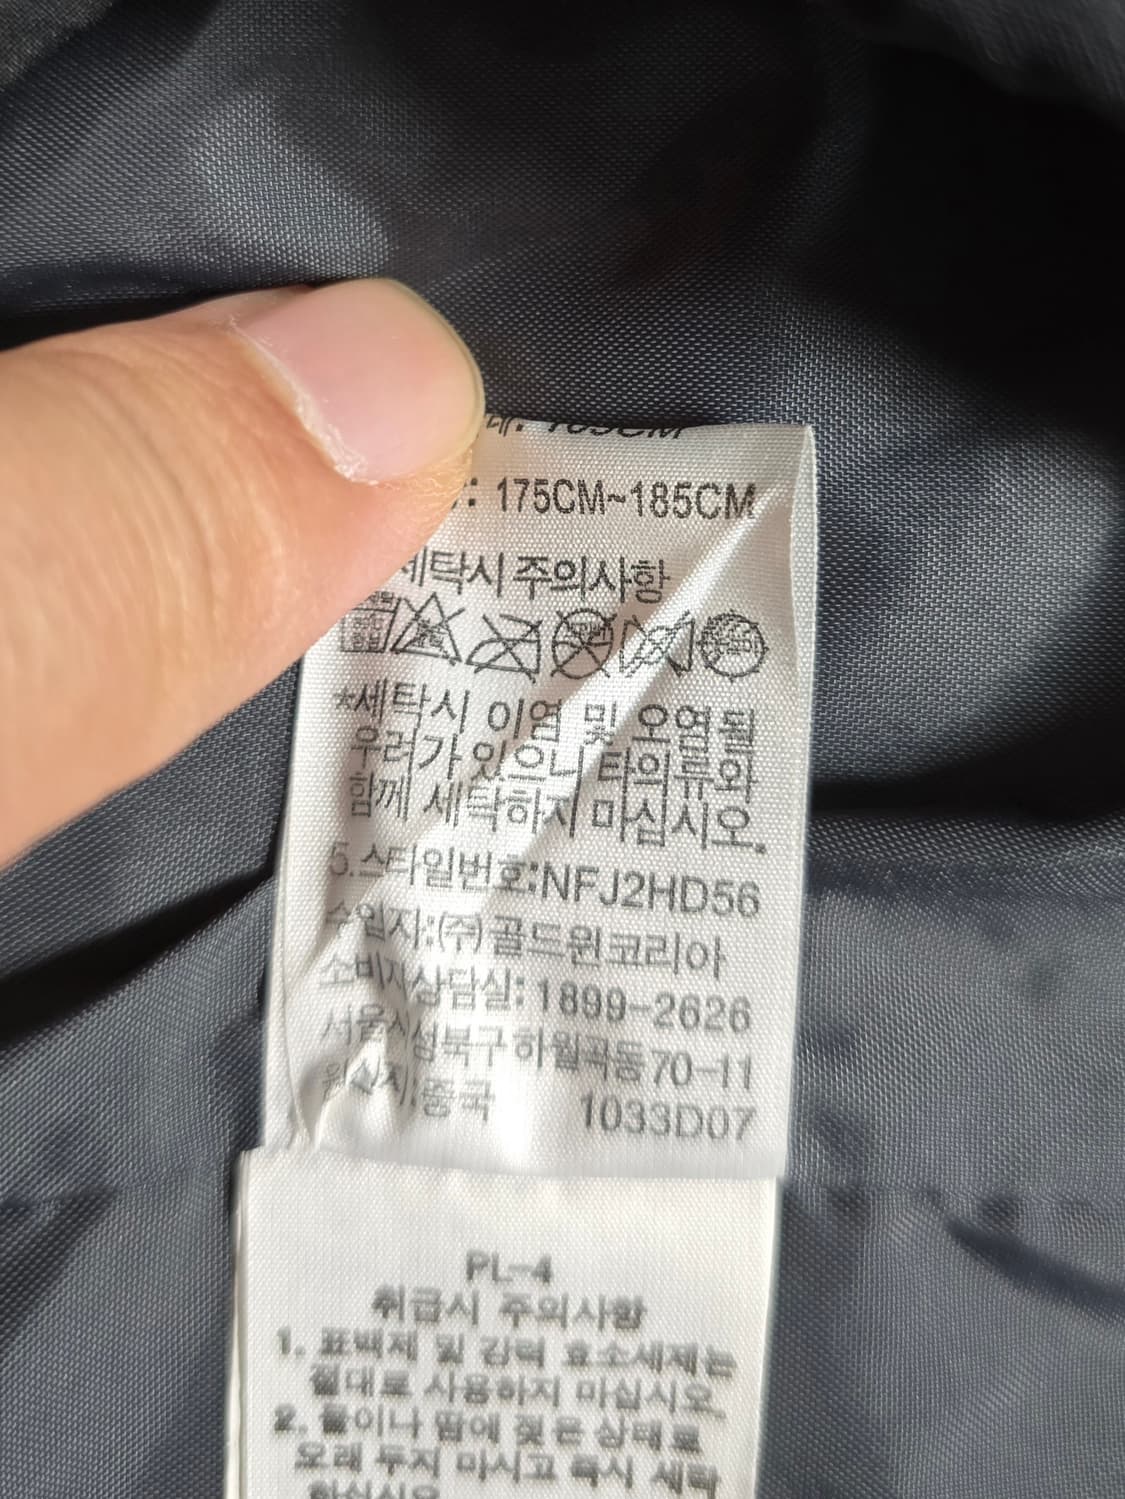 105CM
: 175CM~185CM
세탁시 주의사항
*세탁시 이염 및 오염될
우려가 있으니 타의류와
함께 세탁하지 마십시오.
5.스타일번호:NFJ2HD56
수입자:(주)골드윈코리아
소비자상담실:1899-2626
서울시성북구하월곡동70-11
원산지:중국 1033D07
PL-4
취급시 주의사항
1. 표백제 및 강력 효소세제는
절대로 사용하지 마십시오.
2. 물이나 땀에 젖은 상태로
오래 두지 마시고 즉시 세탁
하십시오